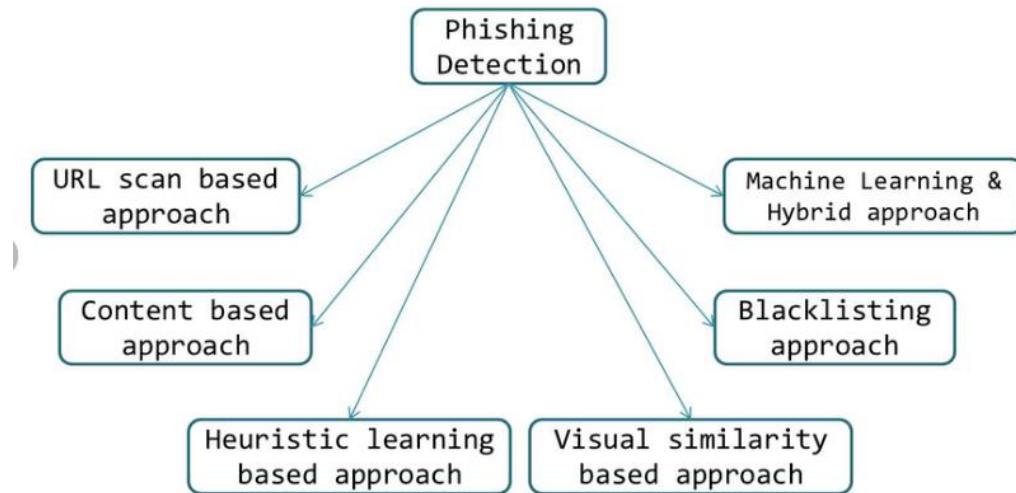 Phishing
Detection
URL scan based
approach
Machine Learning &
Hybrid approach
Content based
approach
Blacklisting
approach
Heuristic learning
based approach
Visual similarity
based approach